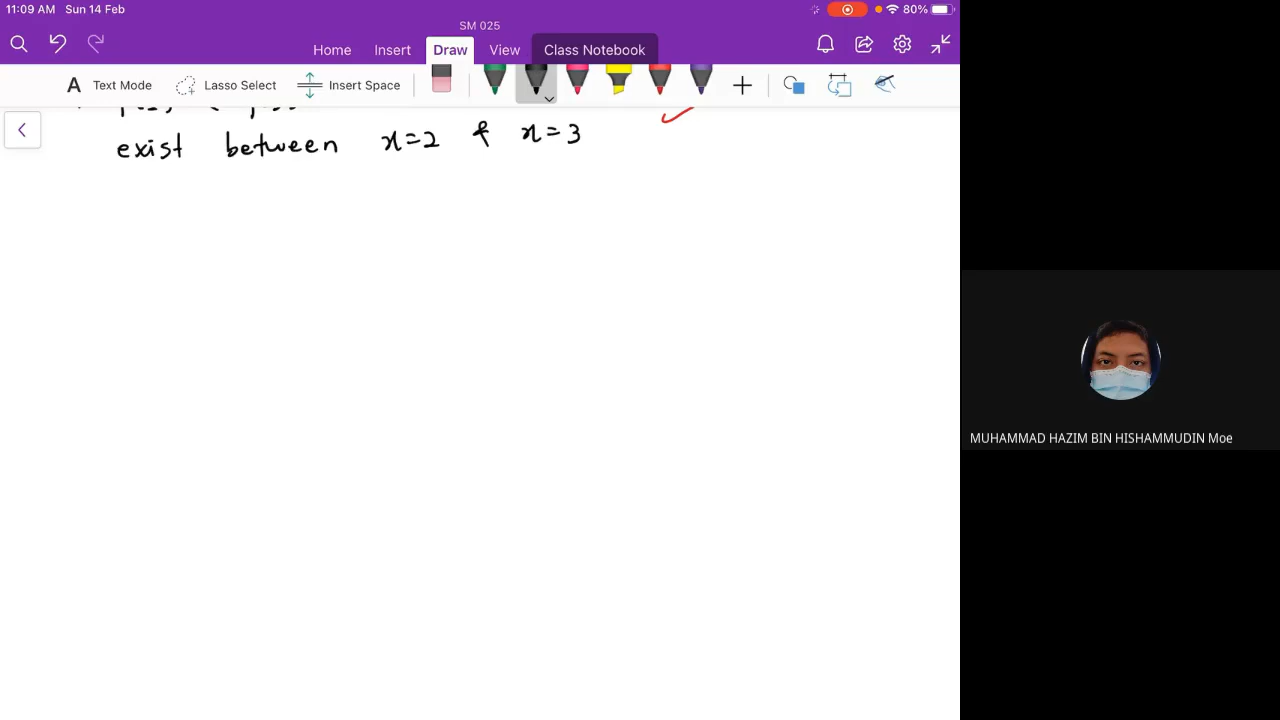 11:09 AM Sun 14 Feb
80%
SM 025
Home Insert Draw View Class Notebook
A Text Mode Lasso Select Insert Space
exist between x=2 & x=3
MUHAMMAD HAZIM BIN HISHAMMUDIN Moe